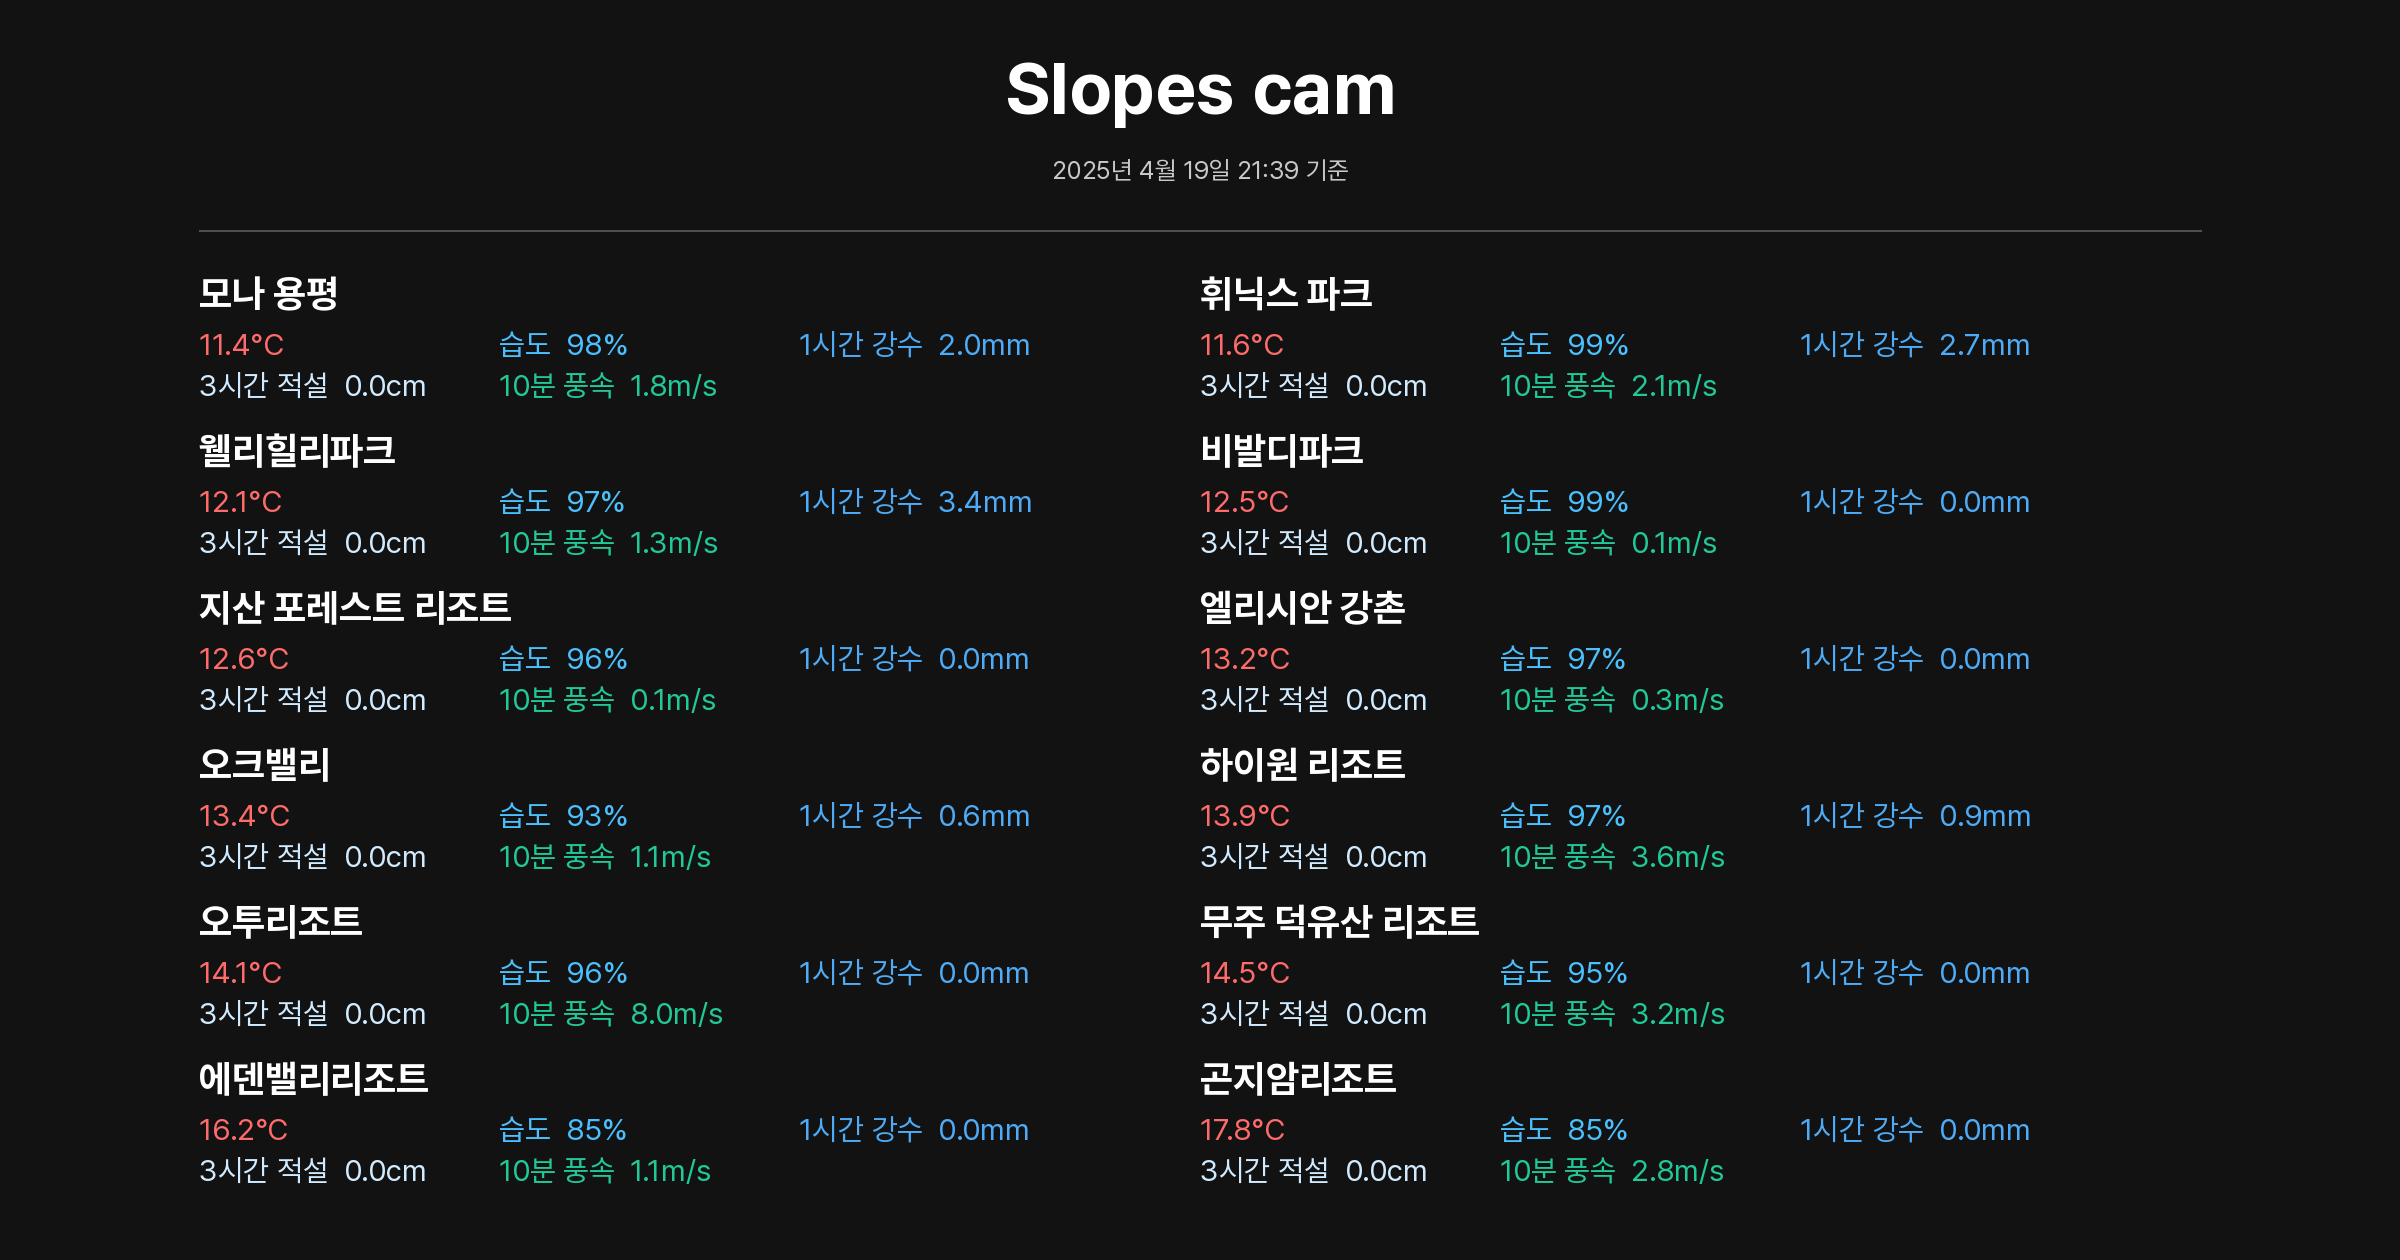 Slopes cam
2025년 4월 19일 21:39 기준
모나 용평
11.4°C 습도 98% 1시간 강수 2.0mm
3시간 적설 0.0cm 10분 풍속 1.8m/s
휘닉스 파크
11.6°C 습도 99% 1시간 강수 2.7mm
3시간 적설 0.0cm 10분 풍속 2.1m/s
웰리힐리파크
12.1°C 습도 97% 1시간 강수 3.4mm
3시간 적설 0.0cm 10분 풍속 1.3m/s
비발디파크
12.5°C 습도 99% 1시간 강수 0.0mm
3시간 적설 0.0cm 10분 풍속 0.1m/s
지산 포레스트 리조트
12.6°C 습도 96% 1시간 강수 0.0mm
3시간 적설 0.0cm 10분 풍속 0.1m/s
엘리시안 강촌
13.2°C 습도 97% 1시간 강수 0.0mm
3시간 적설 0.0cm 10분 풍속 0.3m/s
오크밸리
13.4°C 습도 93% 1시간 강수 0.6mm
3시간 적설 0.0cm 10분 풍속 1.1m/s
하이원 리조트
13.9°C 습도 97% 1시간 강수 0.9mm
3시간 적설 0.0cm 10분 풍속 3.6m/s
오투리조트
14.1°C 습도 96% 1시간 강수 0.0mm
3시간 적설 0.0cm 10분 풍속 8.0m/s
무주 덕유산 리조트
14.5°C 습도 95% 1시간 강수 0.0mm
3시간 적설 0.0cm 10분 풍속 3.2m/s
에덴밸리리조트
16.2°C 습도 85% 1시간 강수 0.0mm
3시간 적설 0.0cm 10분 풍속 1.1m/s
곤지암리조트
17.8°C 습도 85% 1시간 강수 0.0mm
3시간 적설 0.0cm 10분 풍속 2.8m/s